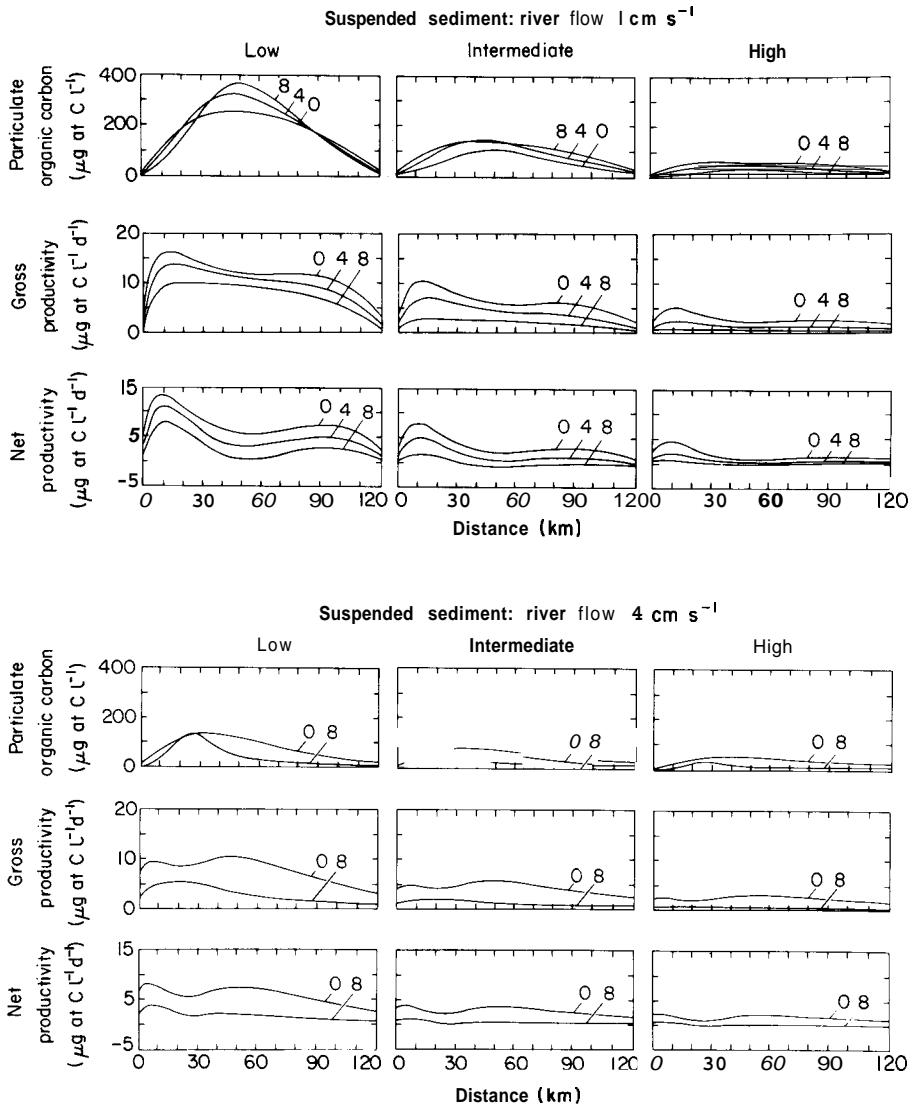 Suspended sediment: river flow 1 cm s⁻¹
Low Intermediate High
Particulate organic carbon (μg at C l⁻¹)
400
200
0
8 4 0
8 4 0
0 4 8
Gross productivity (μg at C l⁻¹ d⁻¹)
20
10
0
0 4 8
0 4 8
0 4 8
Net productivity (μg at C l⁻¹ d⁻¹)
15
5
-5
0 4 8
0 4 8
0 4 8
0 30 60 90 120 0 30 60 90 120 0 30 60 90 120
Distance (km)
Suspended sediment: river flow 4 cm s⁻¹
Low Intermediate High
Particulate organic carbon (μg at C l⁻¹)
400
200
0
0 8
0 8
0 8
Gross productivity (μg at C l⁻¹d⁻¹)
20
10
0
0 8
0 8
0 8
Net productivity (μg at C l⁻¹d⁻¹)
15
5
-5
0 8
0 8
0 8
0 30 60 90 120 0 30 60 90 120 0 30 60 90 120
Distance (km)